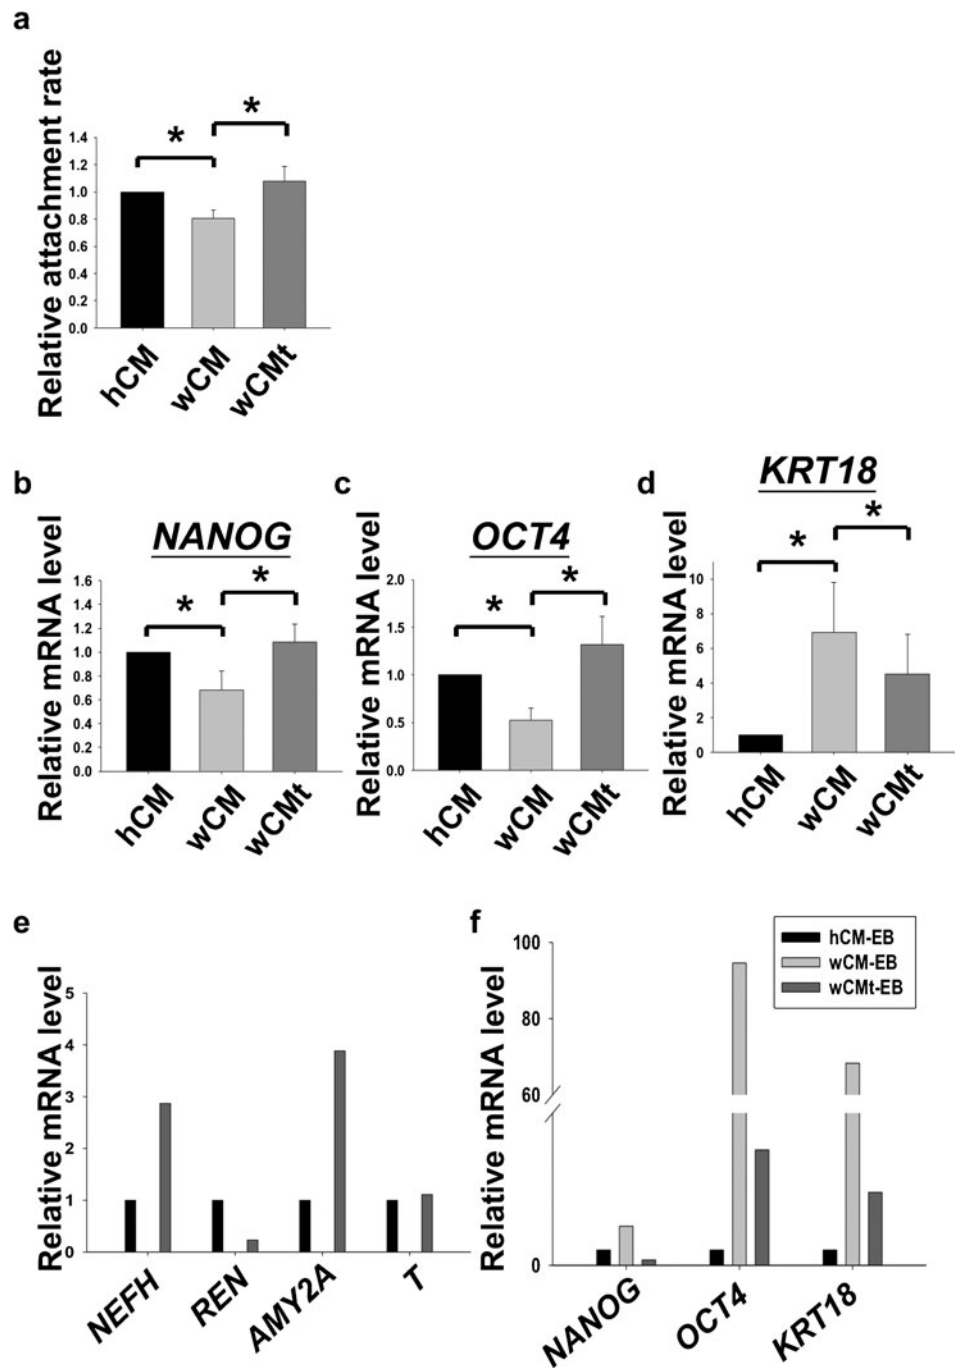 a
Relative attachment rate
1.4
1.2
1.0
0.8
0.6
0.4
0.2
0.0
*
*
hCM
wCM
wCMt
b
NANOG
Relative mRNA level
1.6
1.4
1.2
1.0
0.8
0.6
0.4
0.2
0.0
*
*
hCM
wCM
wCMt
c
OCT4
Relative mRNA level
2.0
1.5
1.0
0.5
0.0
*
*
hCM
wCM
wCMt
d
KRT18
Relative mRNA level
10
8
6
4
2
0
*
*
hCM
wCM
wCMt
e
Relative mRNA level
5
4
3
2
1
0
NEFH
REN
AMY2A
T
f
Relative mRNA level
100
80
60
0
hCM-EB
wCM-EB
wCMt-EB
NANOG
OCT4
KRT18